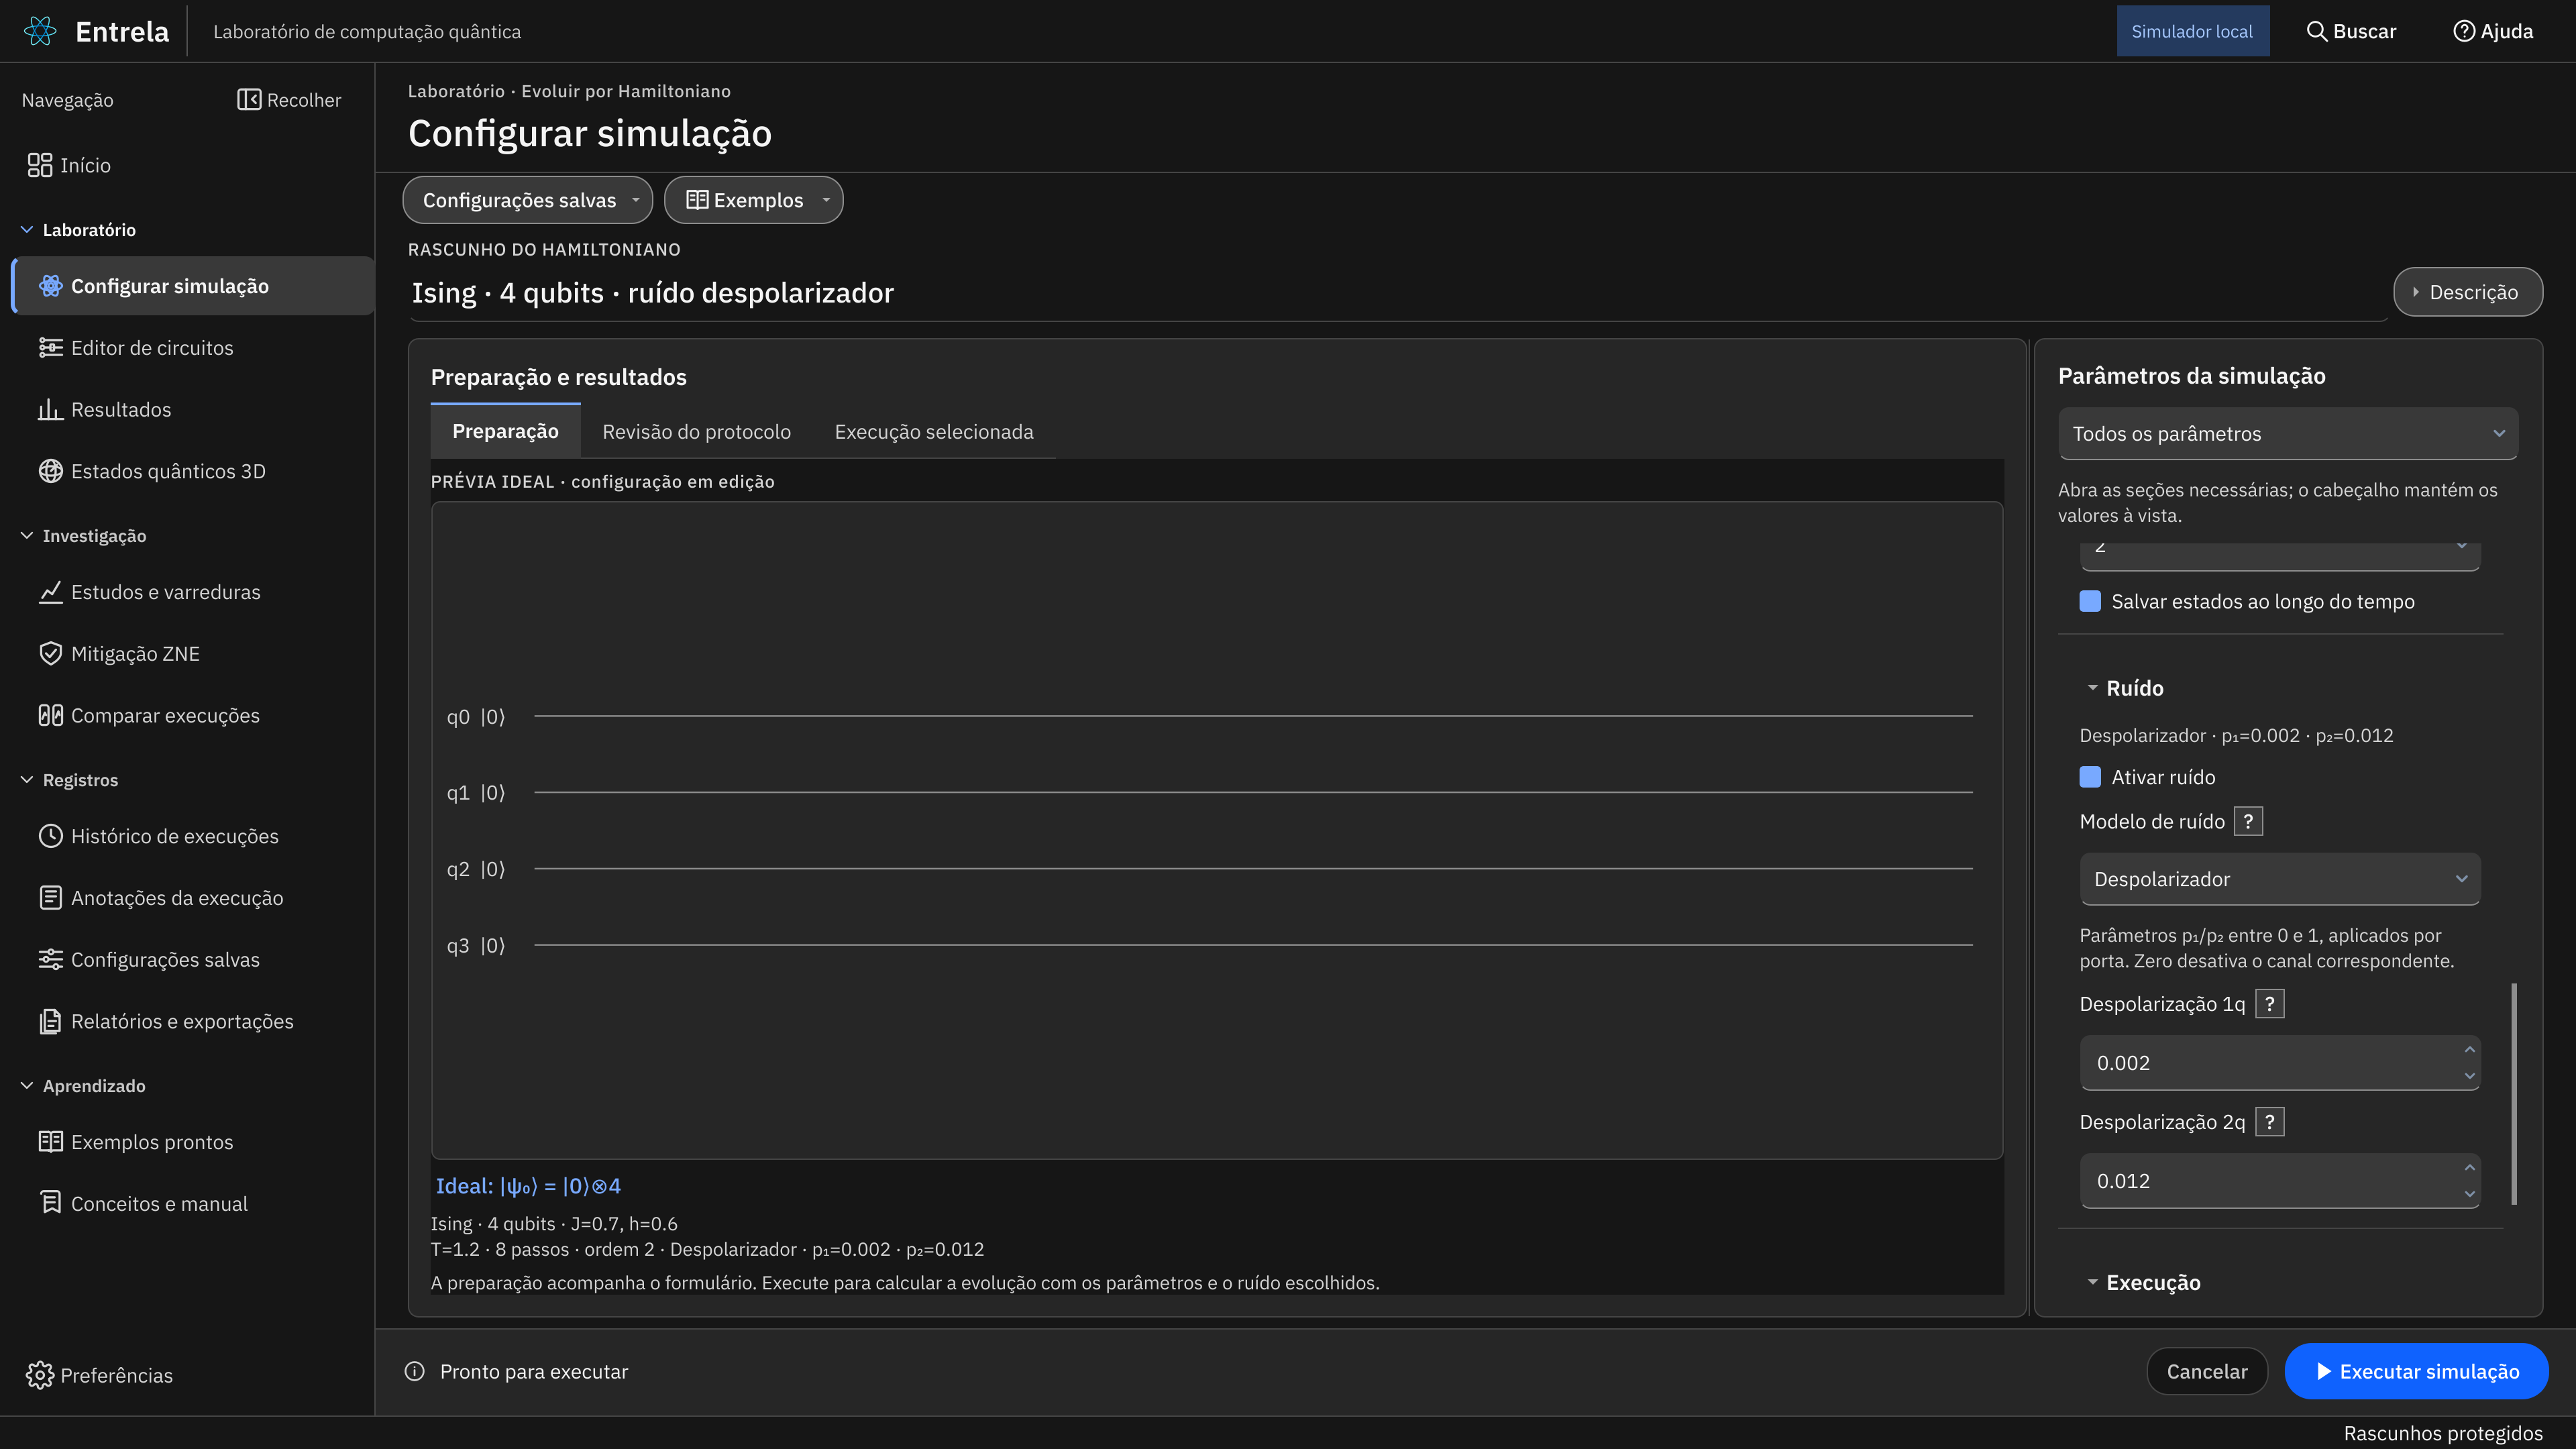 Entrela
Laboratório de computação quântica
Simulador local
Buscar
Ajuda
Navegação
Recolher
Início
Laboratório
Configurar simulação
Editor de circuitos
Resultados
Estados quânticos 3D
Investigação
Estudos e varreduras
Mitigação ZNE
Comparar execuções
Registros
Histórico de execuções
Anotações da execução
Configurações salvas
Relatórios e exportações
Aprendizado
Exemplos prontos
Conceitos e manual
Preferências
Laboratório · Evoluir por Hamiltoniano
Configurar simulação
Configurações salvas
Exemplos
RASCUNHO DO HAMILTONIANO
Ising · 4 qubits · ruído despolarizador
Descrição
Preparação e resultados
Preparação
Revisão do protocolo
Execução selecionada
PRÉVIA IDEAL · configuração em edição
q0 |0⟩
q1 |0⟩
q2 |0⟩
q3 |0⟩
Ideal: |ψ₀⟩ = |0⟩⊗4
Ising · 4 qubits · J=0.7, h=0.6
T=1.2 · 8 passos · ordem 2 · Despolarizador · p₁=0.002 · p₂=0.012
A preparação acompanha o formulário. Execute para calcular a evolução com os parâmetros e o ruído escolhidos.
Parâmetros da simulação
Todos os parâmetros
Abra as seções necessárias; o cabeçalho mantém os
valores à vista.
2
Salvar estados ao longo do tempo
Ruído
Despolarizador · p₁=0.002 · p₂=0.012
Ativar ruído
Modelo de ruído ?
Despolarizador
Parâmetros p₁/p₂ entre 0 e 1, aplicados por
porta. Zero desativa o canal correspondente.
Despolarização 1q ?
0.002
Despolarização 2q ?
0.012
Execução
Pronto para executar
Cancelar
Executar simulação
Rascunhos protegidos